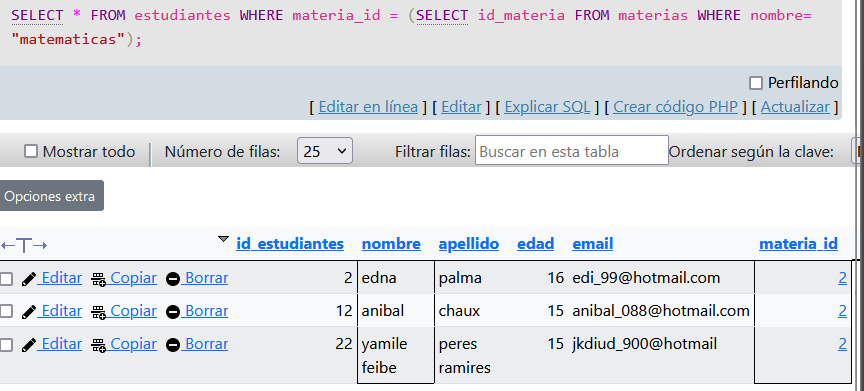 SELECT * FROM estudiantes WHERE materia_id = (SELECT id_materia FROM materias WHERE nombre=
"matematicas");
Perfilando
[ Editar en línea ] [ Editar ] [ Explicar SQL ] [ Crear código PHP ] [ Actualizar ]
Mostrar todo Número de filas: 25 Filtrar filas: Buscar en esta tabla Ordenar según la clave:
Opciones extra
←T→ id_estudiantes nombre apellido edad email materia_id
Editar Copiar Borrar 2 edna palma 16 edi_99@hotmail.com 2
Editar Copiar Borrar 12 anibal chaux 15 anibal_088@hotmail.com 2
Editar Copiar Borrar 22 yamile peres 15 jkdiud_900@hotmail 2
feibe ramires